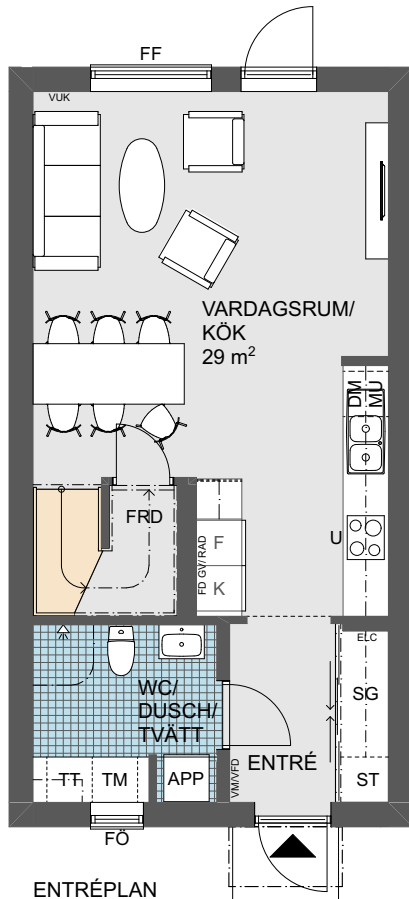 FF
VUK
VARDAGSRUM/
KÖK
29 m²
DM
MU
FRD
F
K
FD GV/RAD
U
ELC
SG
ST
WC/
DUSCH/
TVÄTT
ENTRÉ
VM/VFD
TT
TM
APP
FÖ
ENTRÉPLAN